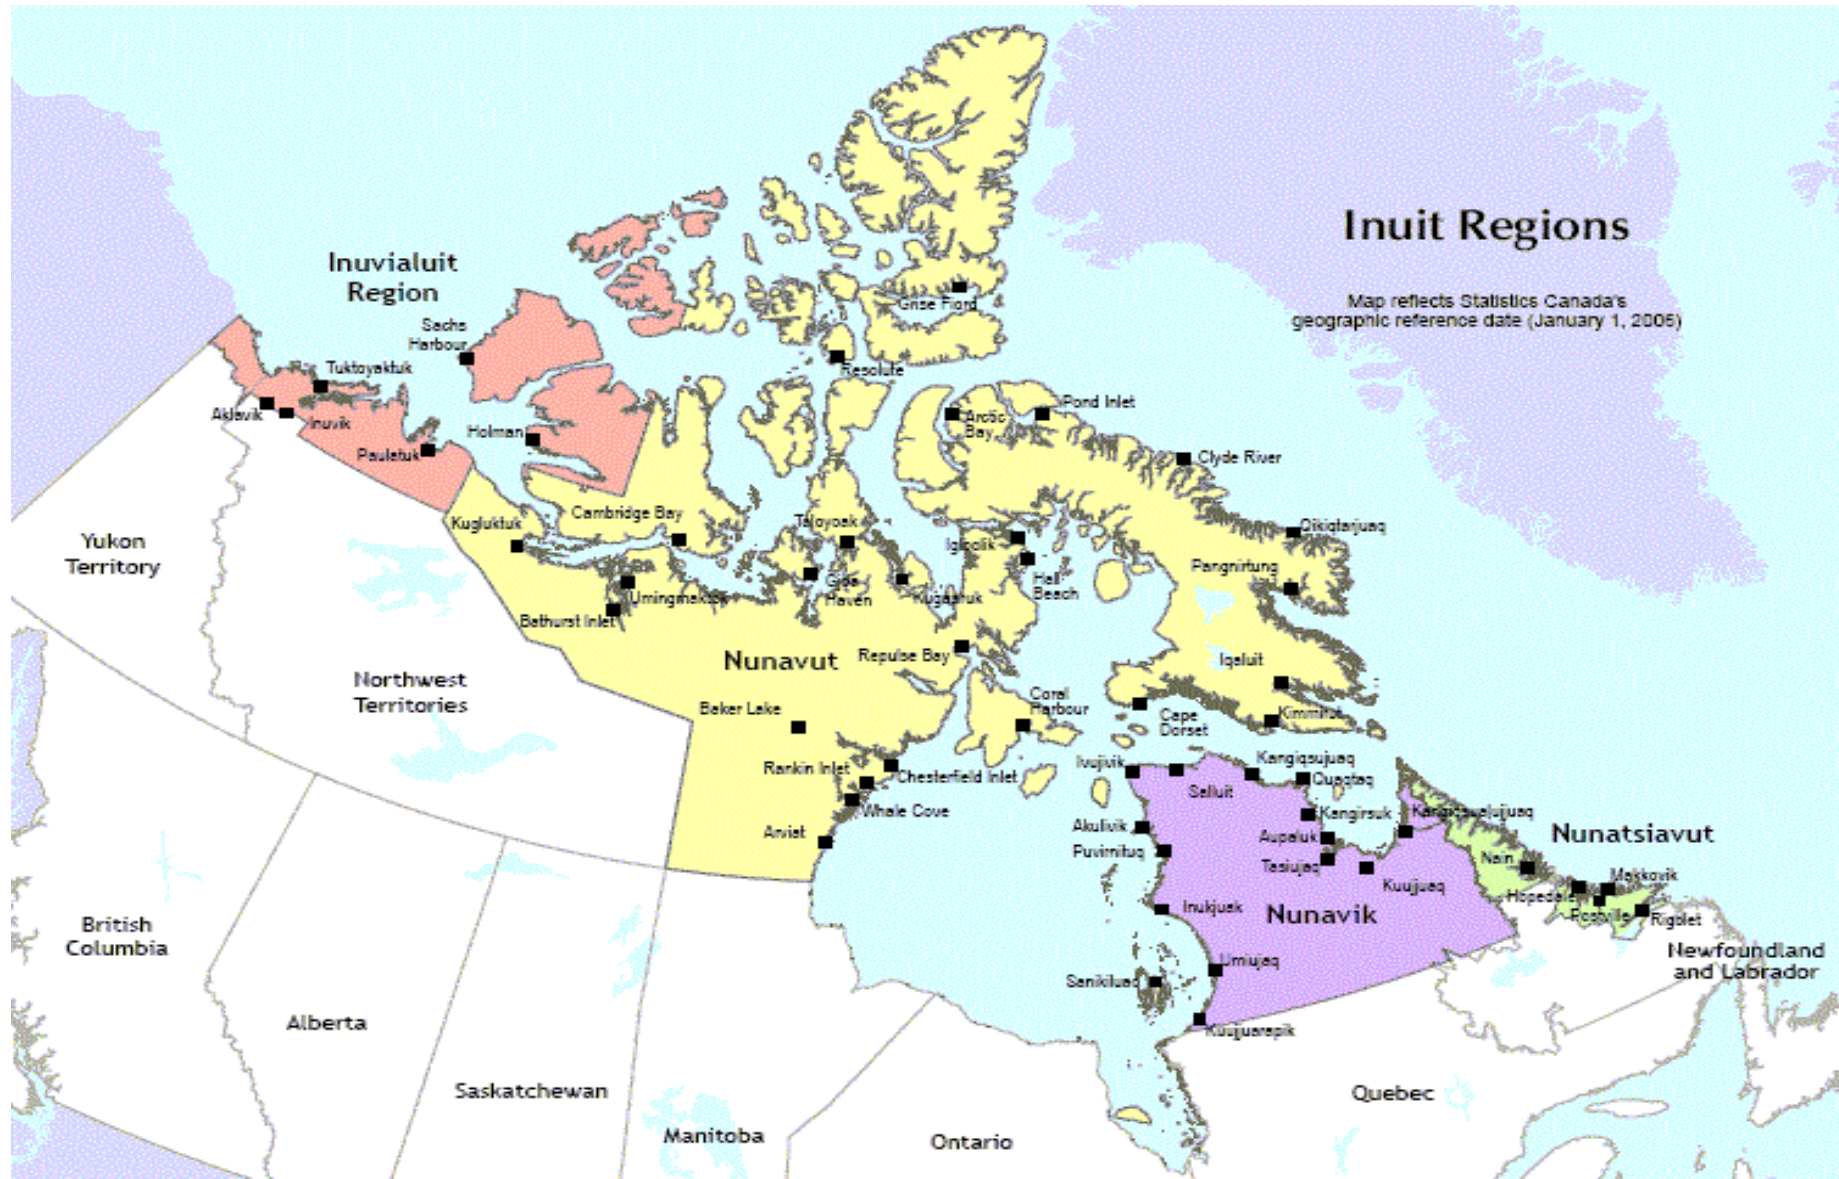 Inuit Regions
Map reflects Statistics Canada's
geographic reference date (January 1, 2006)
Inuvialuit
Region
Sachs
Harbour
Tuktoyaktuk
Aklavik
Inuvik
Paulatuk
Holman
Grise Fiord
Resolute
Arctic
Bay
Pond Inlet
Clyde River
Kugluktuk
Cambridge Bay
Taloyoak
Igloolik
Qikiqtarjuaq
Yukon
Territory
Umingmaktok
Bathurst Inlet
Gjoa
Haven
Kugaaruk
Hall
Beach
Pangnirtung
Nunavut
Repulse Bay
Iqaluit
Northwest
Territories
Baker Lake
Coral
Harbour
Cape
Dorset
Kimmirut
Rankin Inlet
Chesterfield Inlet
Whale Cove
Arviat
Ivujivik
Salluit
Kangiqsujuaq
Quaqtaq
Akulivik
Kangirsuk
Kangiqsualujjuaq
Puvirnituq
Aupaluk
Tasiujaq
Kuujjuaq
Nunatsiavut
Nain
Makkovik
Hopedale
Postville
Rigolet
Inukjuak
Nunavik
Umiujaq
Sanikiluaq
Kuujjuarapik
Newfoundland
and Labrador
British
Columbia
Alberta
Saskatchewan
Manitoba
Ontario
Quebec